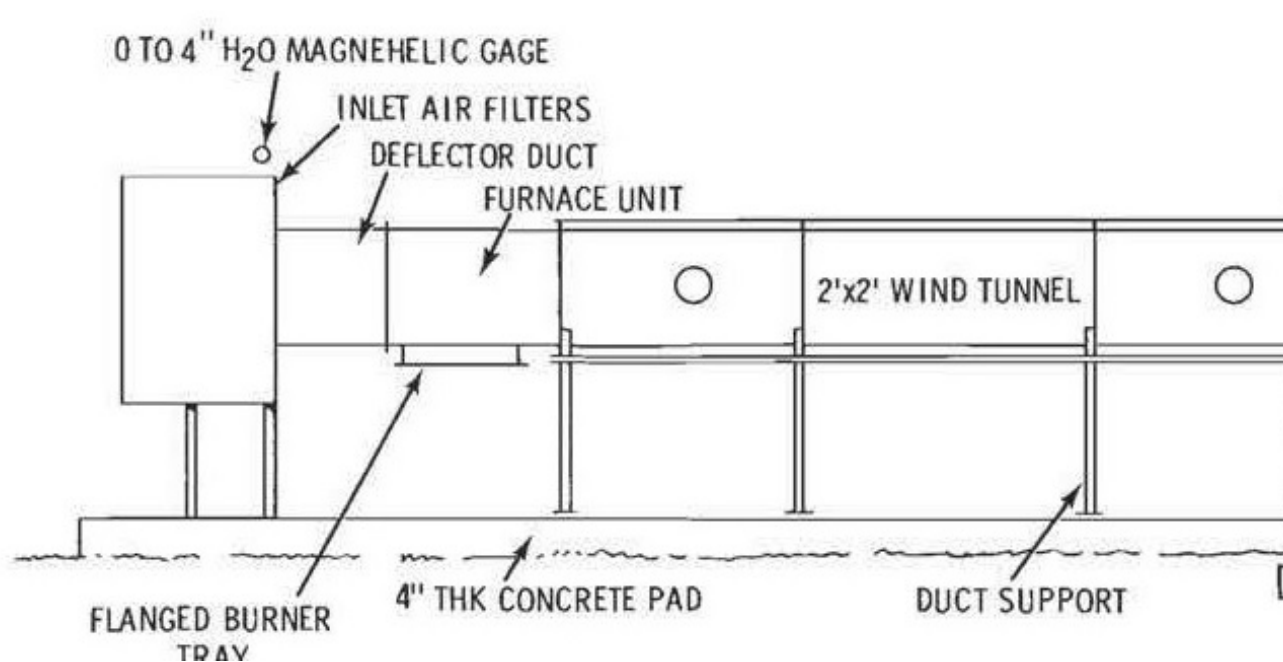 0 TO 4" H₂O MAGNEHELIC GAGE
INLET AIR FILTERS
DEFLECTOR DUCT
FURNACE UNIT
2'x2' WIND TUNNEL
4" THK CONCRETE PAD
DUCT SUPPORT
FLANGED BURNER
TRAY